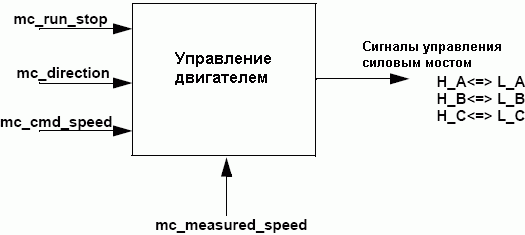 mc_run_stop
mc_direction
mc_cmd_speed
Управление
двигателем
Сигналы управления
силовым мостом
H_A<=> L_A
H_B<=> L_B
H_C<=> L_C
mc_measured_speed